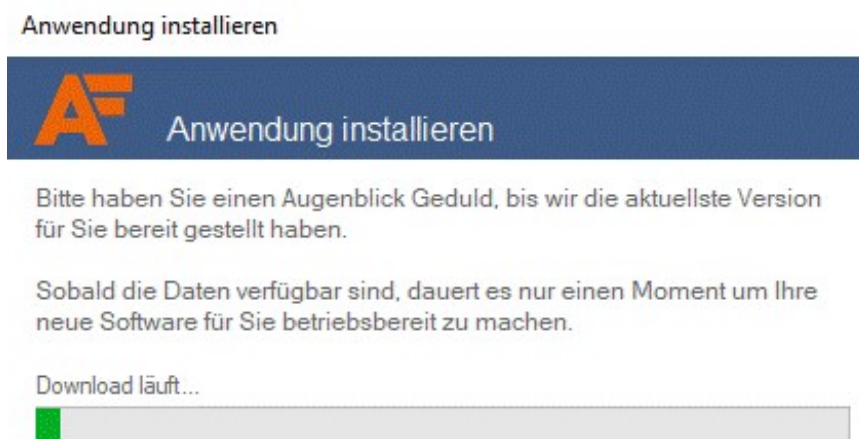 Anwendung installieren
AF
Anwendung installieren
Bitte haben Sie einen Augenblick Geduld, bis wir die aktuellste Version
für Sie bereit gestellt haben.
Sobald die Daten verfügbar sind, dauert es nur einen Moment um Ihre
neue Software für Sie betriebsbereit zu machen.
Download läuft...